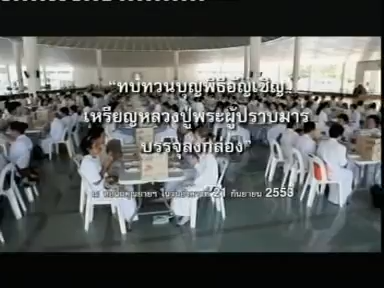 “ทบทวนบุญพิธีอัญเชิญ..
เหรียญหลวงปู่พระผู้ปราบมาร
บรรจุลงกล่อง”
21 กันยายน 2553